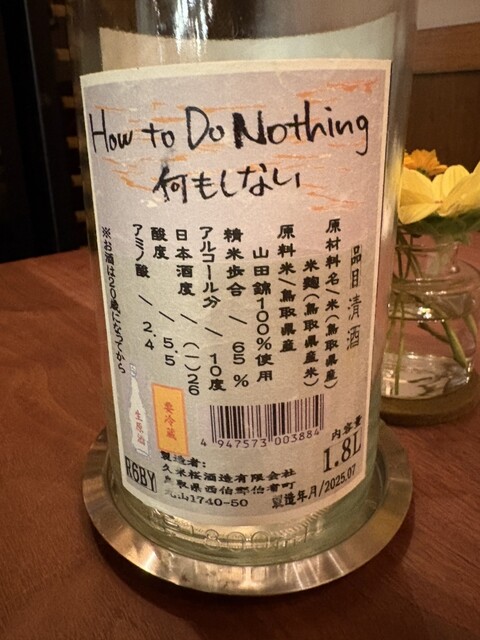 How to Do Nothing
何もしない
品目 清酒
原材料名/米(鳥取県産)
米麹(鳥取県産米)
原料米/鳥取県産
山田錦100%使用
精米歩合 / 65 %
アルコール分 / 10度
日本酒度 / (ー)26
酸度 / 5.5
アミノ酸 / 2.4
※お酒は20歳になってから
生原酒
要冷蔵
4 947573 003884
内容量
1.8L
R6BY
製造者:
久米桜酒造有限会社
鳥取県西伯郡伯耆町
丸山1740-50
製造年月/2025.07